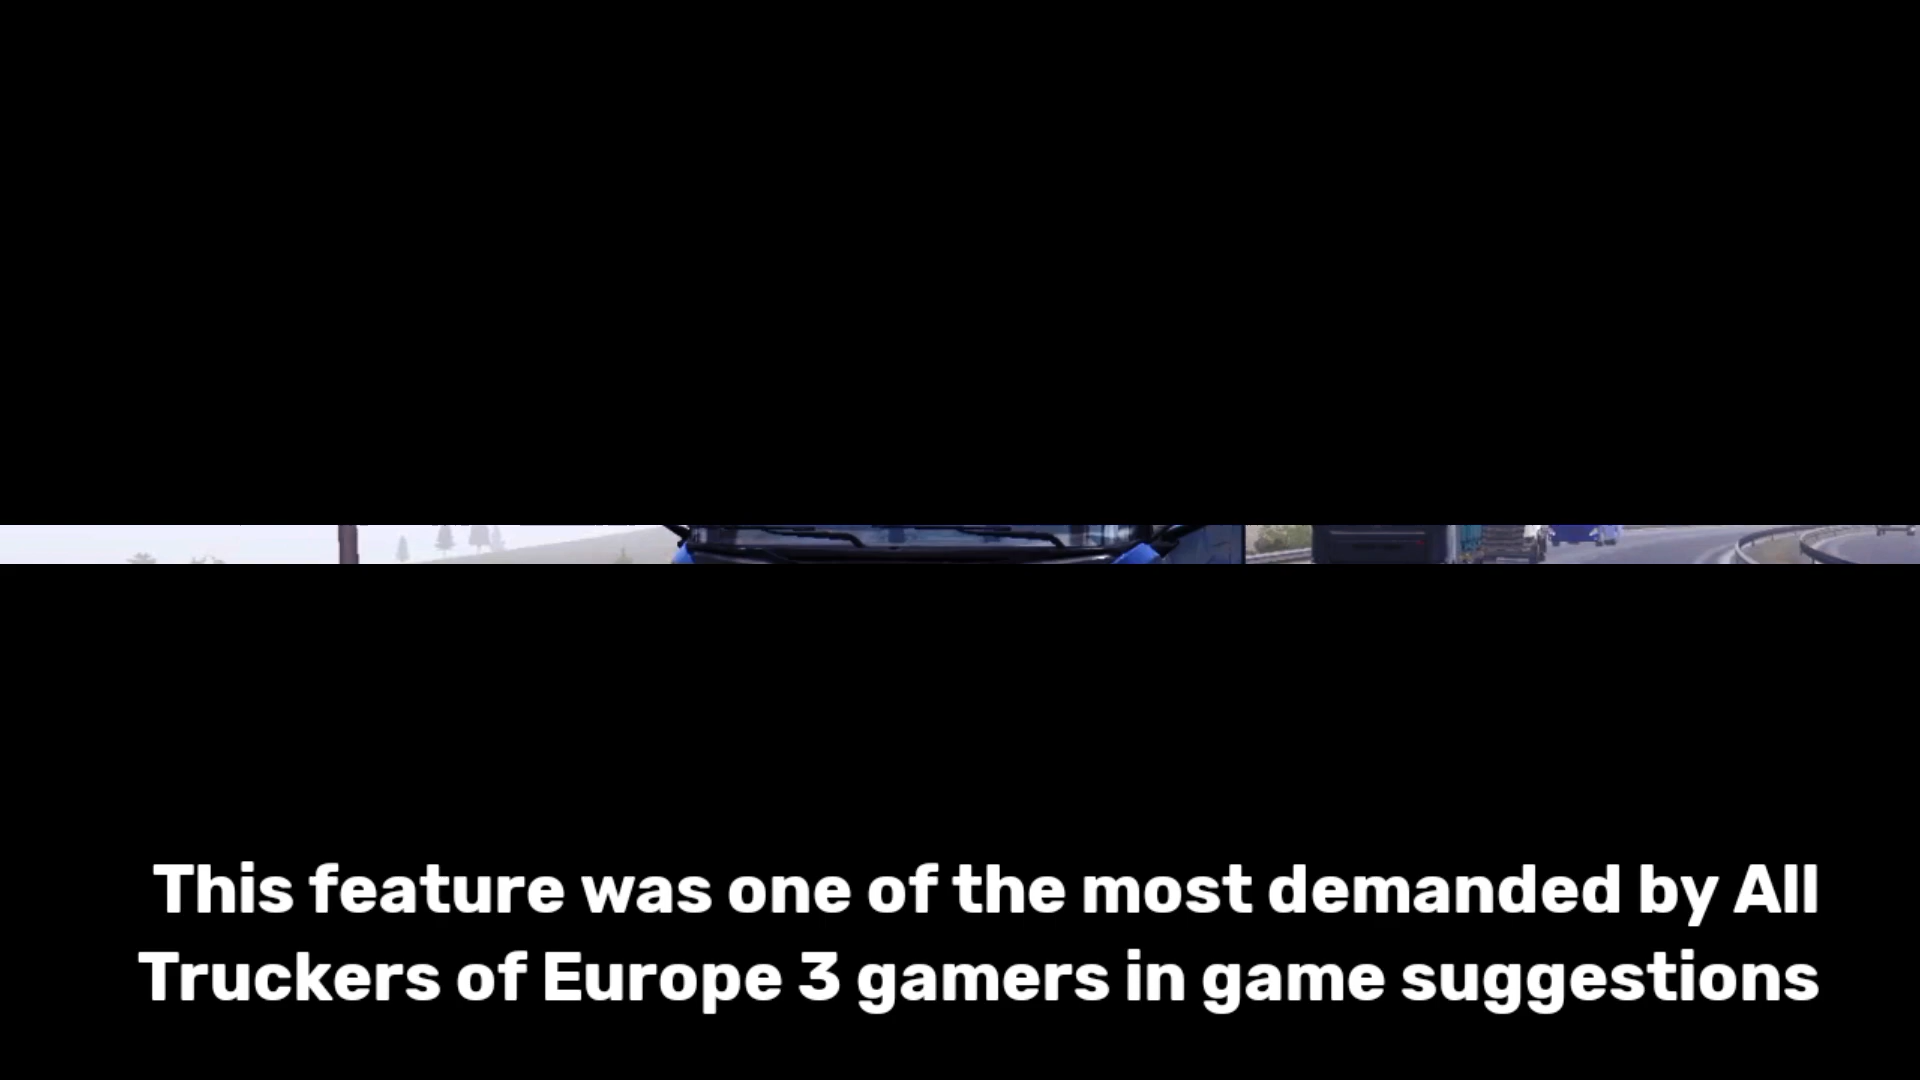 This feature was one of the most demanded by All
Truckers of Europe 3 gamers in game suggestions